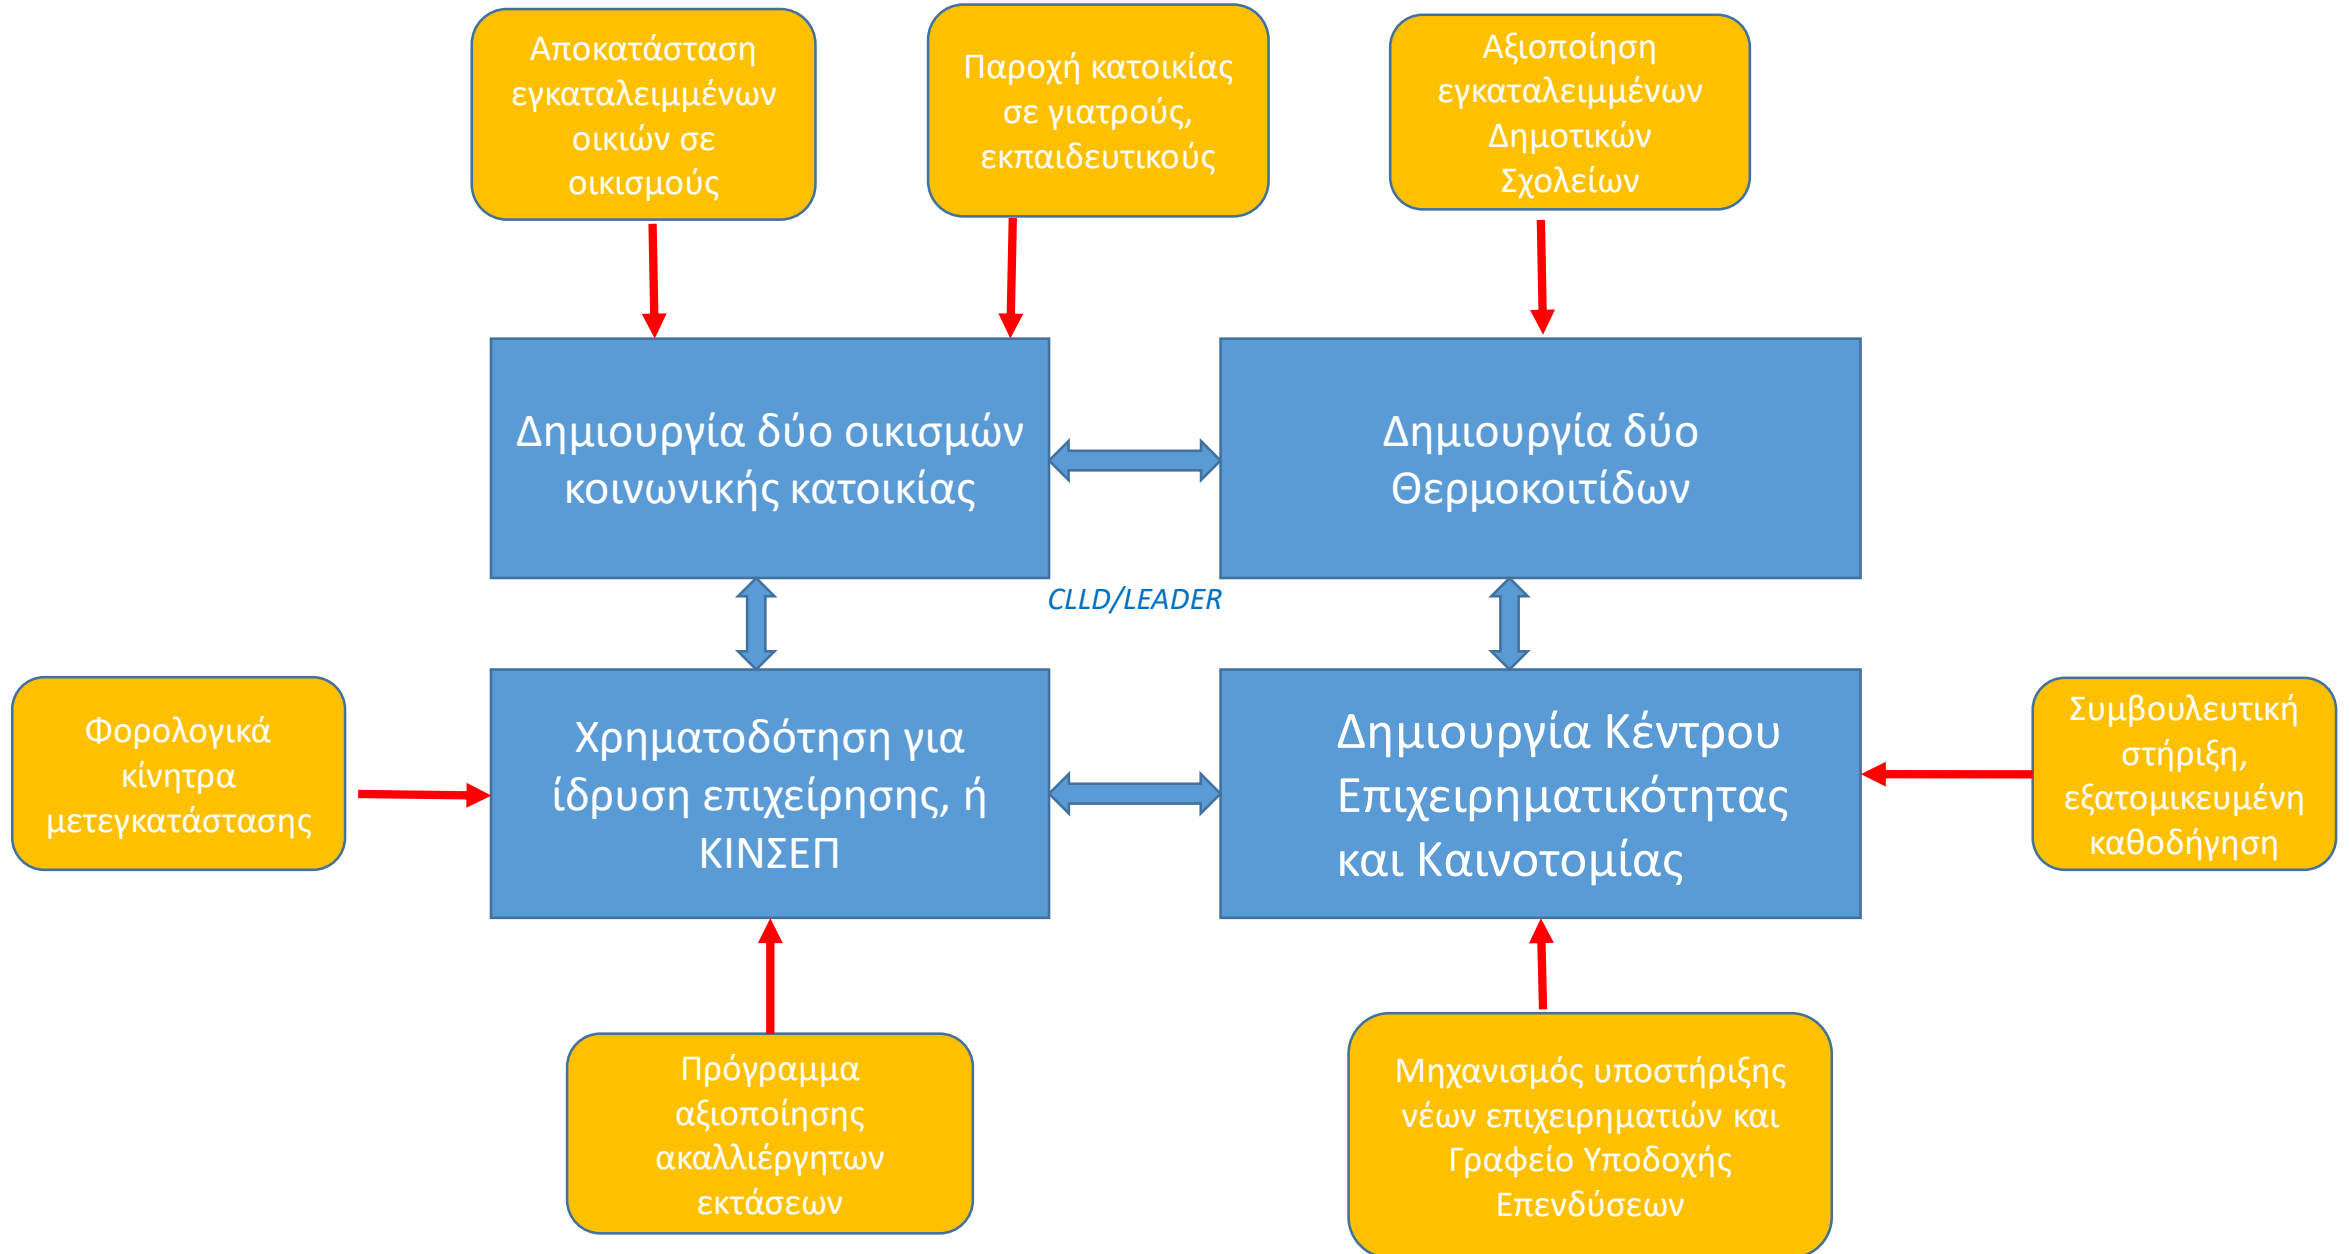 Αποκατάσταση
εγκαταλειμμένων
οικιών σε
οικισμούς
Παροχή κατοικίας
σε γιατρούς,
εκπαιδευτικούς
Αξιοποίηση
εγκαταλειμμένων
Δημοτικών
Σχολείων
Δημιουργία δύο οικισμών
κοινωνικής κατοικίας
Δημιουργία δύο
Θερμοκοιτίδων
CLLD/LEADER
Φορολογικά
κίνητρα
μετεγκατάστασης
Χρηματοδότηση για
ίδρυση επιχείρησης, ή
ΚΙΝΣΕΠ
Δημιουργία Κέντρου
Επιχειρηματικότητας
και Καινοτομίας
Συμβουλευτική
στήριξη,
εξατομικευμένη
καθοδήγηση
Πρόγραμμα
αξιοποίησης
ακαλλιέργητων
εκτάσεων
Μηχανισμός υποστήριξης
νέων επιχειρηματιών και
Γραφείο Υποδοχής
Επενδύσεων